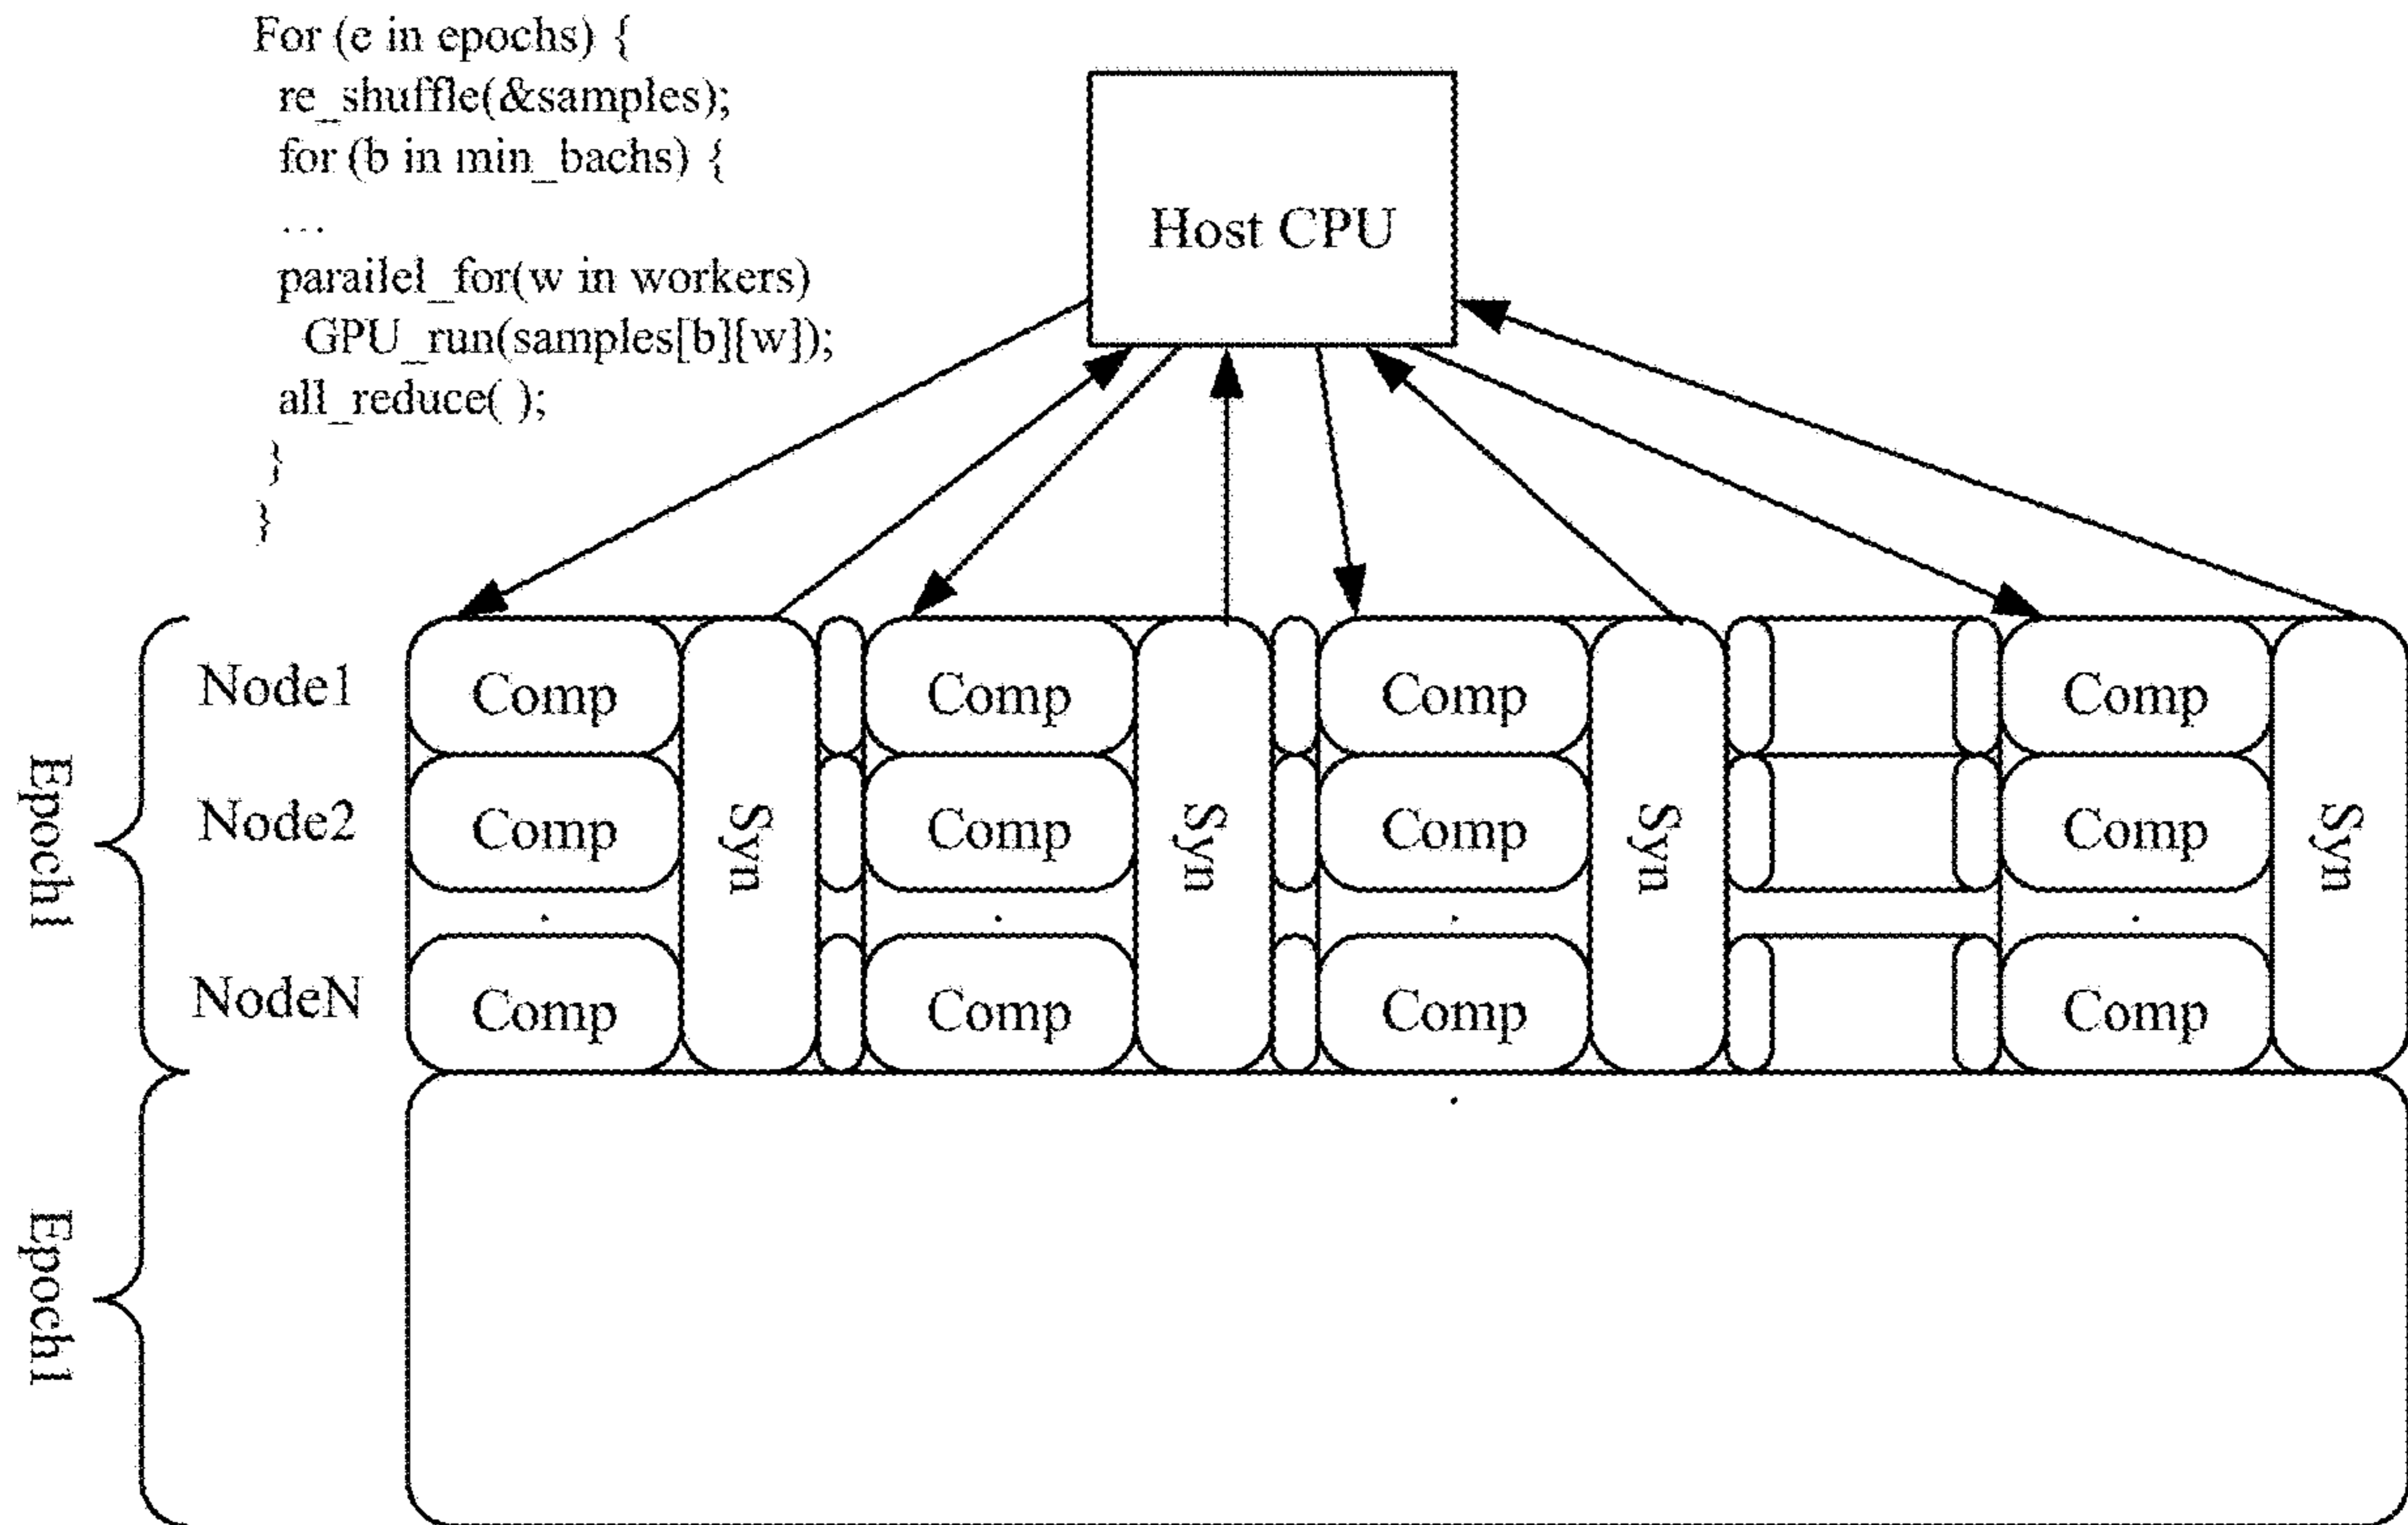 For (e in epochs) {
re_shuffle(&samples);
for (b in min_bachs) {
...
parailel_for(w in workers)
GPU_run(samples[b][w]);
all_reduce( );
}
}
Host CPU
Epoch1
Node1
Comp
Comp
Comp
Comp
Node2
Comp
Comp
Comp
Comp
NodeN
Comp
Comp
Comp
Comp
Syn
Syn
Syn
Syn
Epoch1